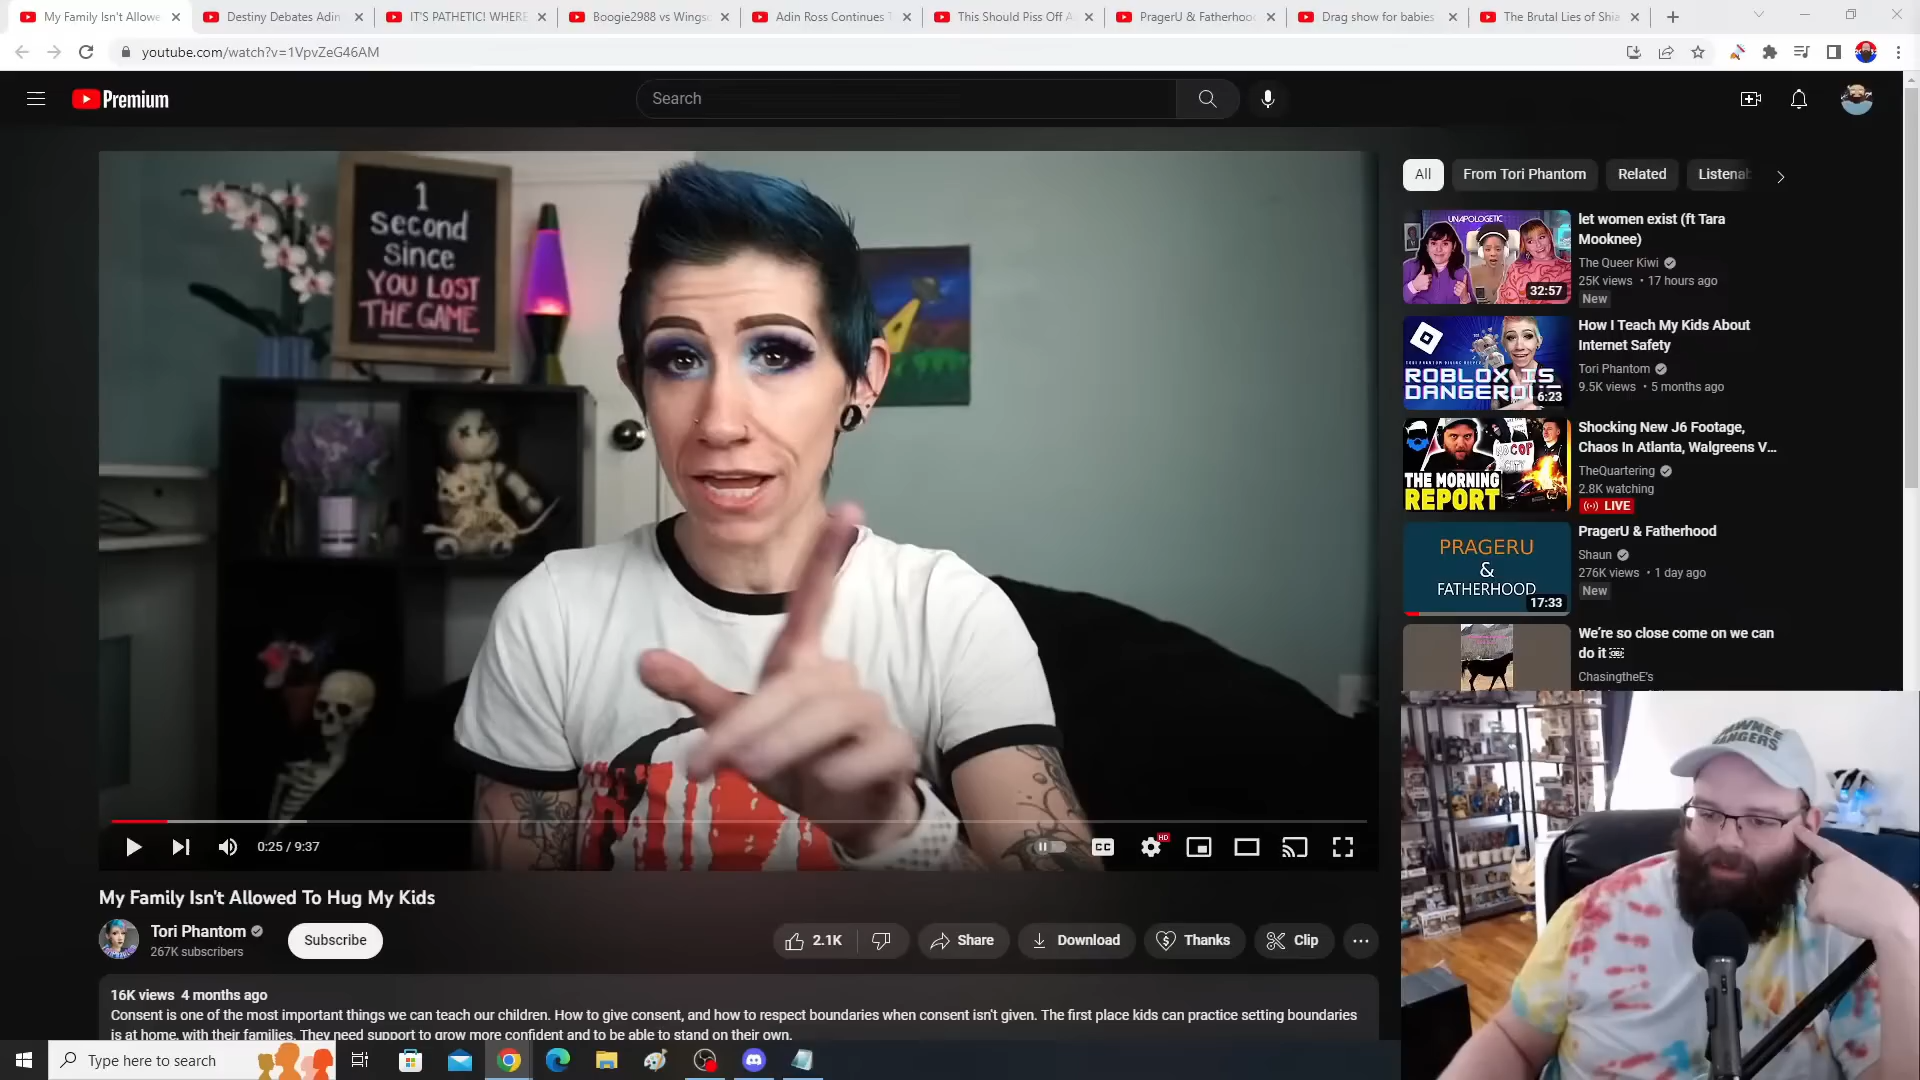 My Family Isn't Allowe
Destiny Debates Adin
IT'S PATHETIC! WHERE
Boogie2988 vs Wings
Adin Ross Continues T
This Should Piss Off A
PragerU & Fatherhoo
Drag show for babies
The Brutal Lies of Shia
youtube.com/watch?v=1VpvZeG46AM
Premium
Search
1
second
since
YOU LOST
THE GAME
All
From Tori Phantom
Related
Listenab
UNAPOLOGETIC
32:57
let women exist (ft Tara
Mooknee)
The Queer Kiwi
25K views • 17 hours ago
New
ROBLOX IS
DANGEROUS
6:23
How I Teach My Kids About
Internet Safety
Tori Phantom
9.5K views • 5 months ago
COP
CITY
THE MORNING
REPORT
Shocking New J6 Footage,
Chaos In Atlanta, Walgreens V...
TheQuartering
2.8K watching
LIVE
PRAGERU
&
FATHERHOOD
17:33
PragerU & Fatherhood
Shaun
276K views • 1 day ago
New
We're so close come on we can
do it
ChasingtheE's
PAWNEE
RANGERS
0:25 / 9:37
CC
HD
My Family Isn't Allowed To Hug My Kids
Tori Phantom
267K subscribers
Subscribe
2.1K
Share
Download
Thanks
Clip
16K views 4 months ago
Consent is one of the most important things we can teach our children. How to give consent, and how to respect boundaries when consent isn't given. The first place kids can practice setting boundaries
is at home, with their families. They need support to grow more confident and to be able to stand on their own.
Type here to search